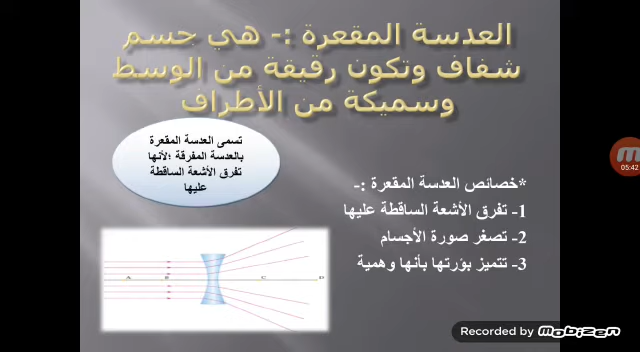 العدسة المقعرة :- هي جسم
شفاف وتكون رقيقة من الوسط
وسميكة من الأطراف
تسمى العدسة المقعرة
بالعدسة المفرقة ؛لأنها
تفرق الأشعة الساقطة
عليها
*خصائص العدسة المقعرة :-
1- تفرق الأشعة الساقطة عليها
2- تصغر صورة الأجسام
3- تتميز بؤرتها بأنها وهمية
A B C D
M
05:42
Recorded by mobizen